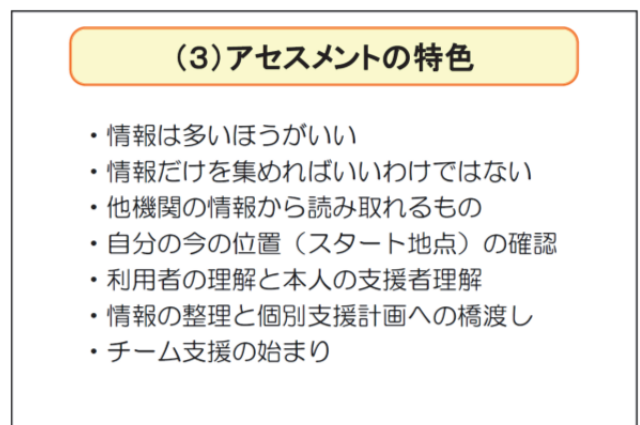 （3）アセスメントの特色
・情報は多いほうがいい
・情報だけを集めればいいわけではない
・他機関の情報から読み取れるもの
・自分の今の位置（スタート地点）の確認
・利用者の理解と本人の支援者理解
・情報の整理と個別支援計画への橋渡し
・チーム支援の始まり